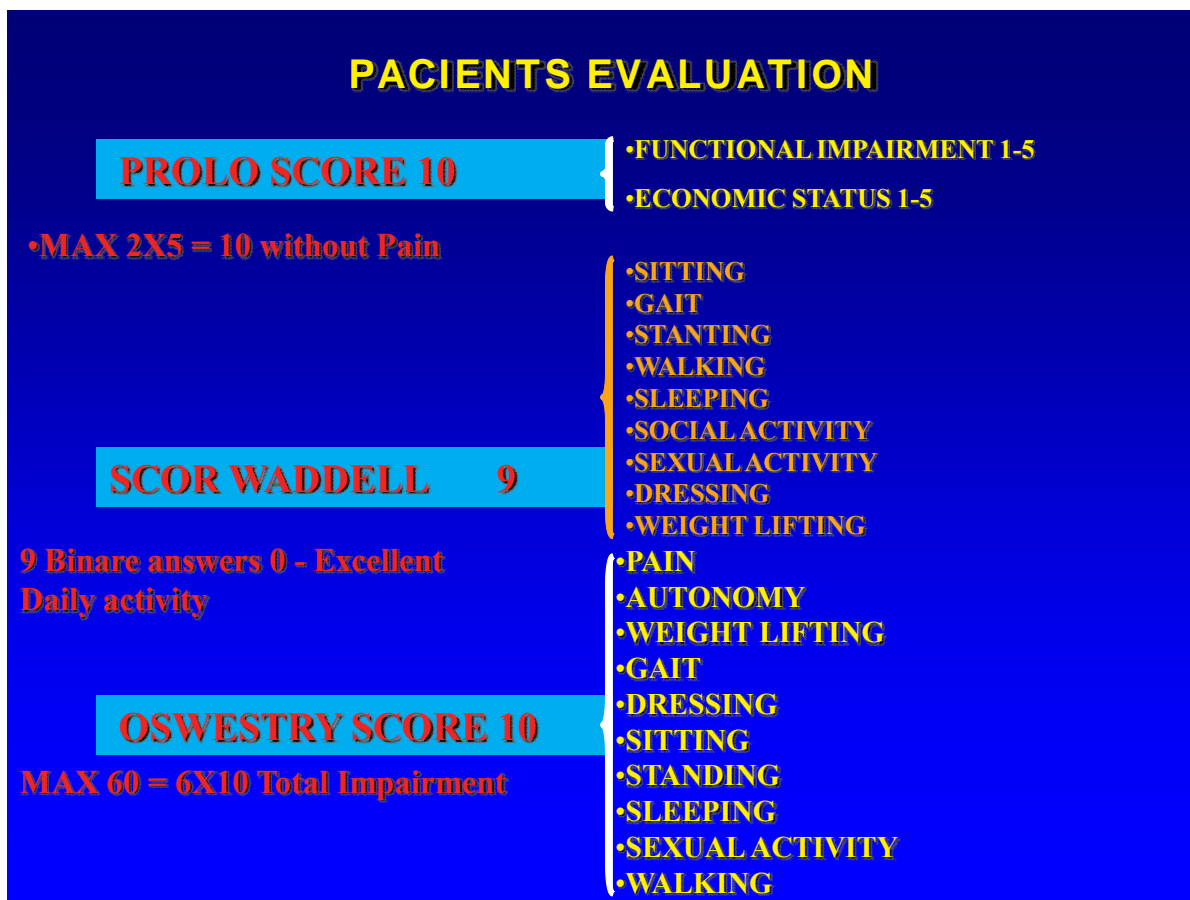 PACIENTS EVALUATION
PROLO SCORE 10
•FUNCTIONAL IMPAIRMENT 1-5
•ECONOMIC STATUS 1-5
•MAX 2X5 = 10 without Pain
SCOR WADDELL 9
•SITTING
•GAIT
•STANTING
•WALKING
•SLEEPING
•SOCIAL ACTIVITY
•SEXUAL ACTIVITY
•DRESSING
•WEIGHT LIFTING
9 Binare answers 0 - Excellent
Daily activity
OSWESTRY SCORE 10
MAX 60 = 6X10 Total Impairment
•PAIN
•AUTONOMY
•WEIGHT LIFTING
•GAIT
•DRESSING
•SITTING
•STANDING
•SLEEPING
•SEXUAL ACTIVITY
•WALKING